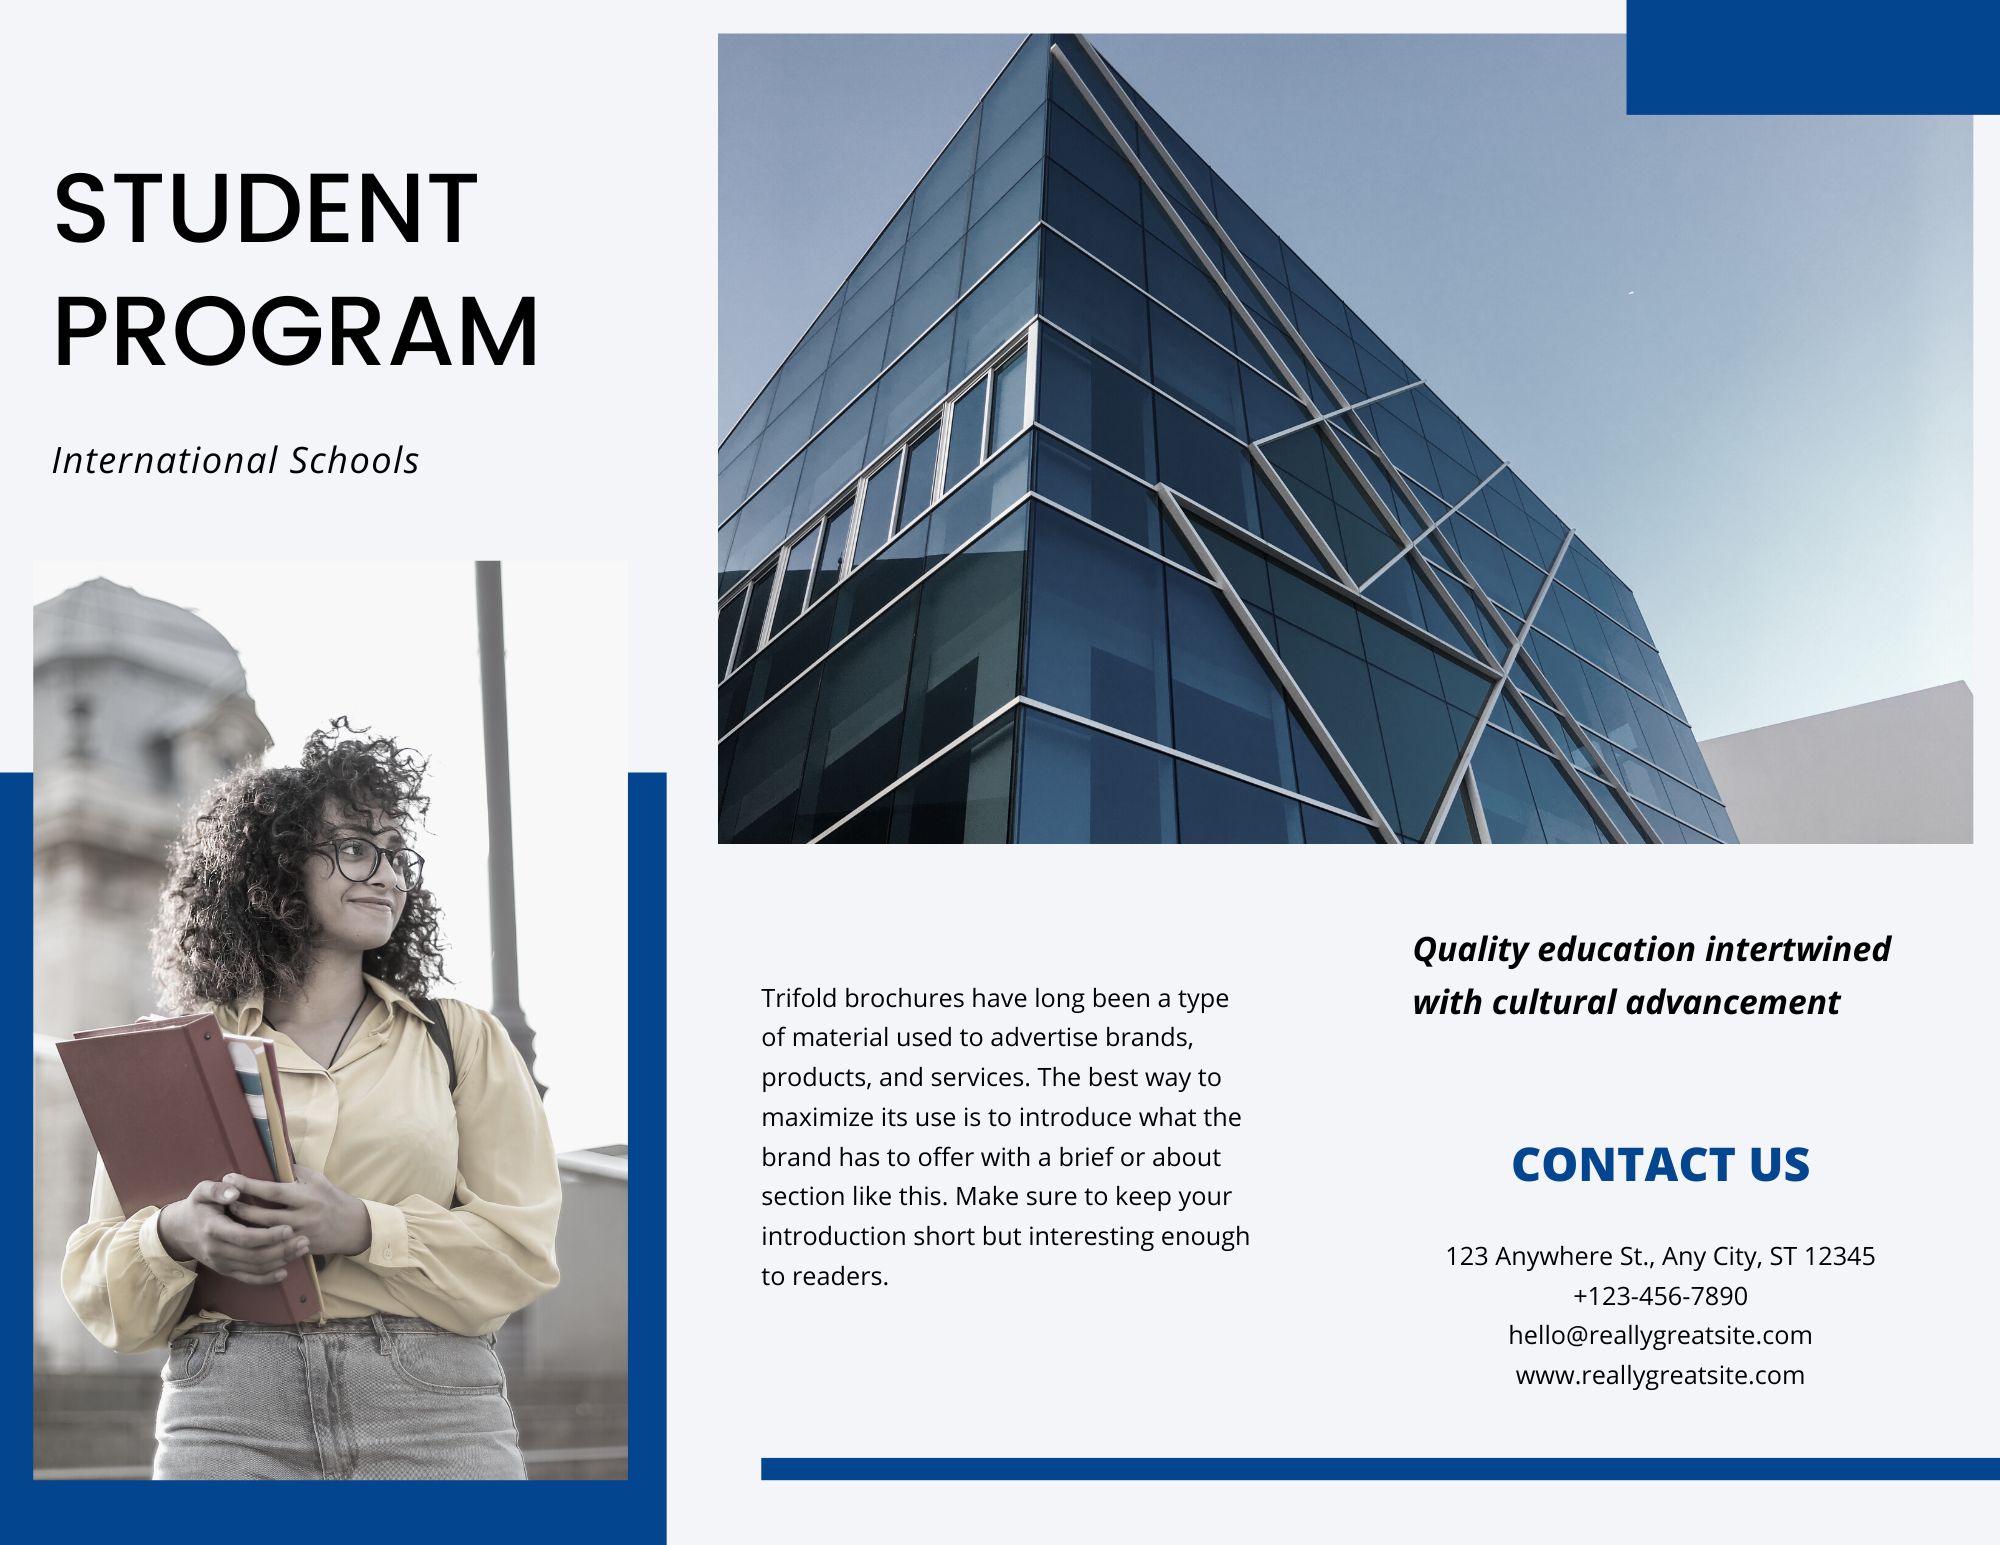 STUDENT
PROGRAM
International Schools
Trifold brochures have long been a type
of material used to advertise brands,
products, and services. The best way to
maximize its use is to introduce what the
brand has to offer with a brief or about
section like this. Make sure to keep your
introduction short but interesting enough
to readers.
Quality education intertwined
with cultural advancement
CONTACT US
123 Anywhere St., Any City, ST 12345
+123-456-7890
hello@reallygreatsite.com
www.reallygreatsite.com